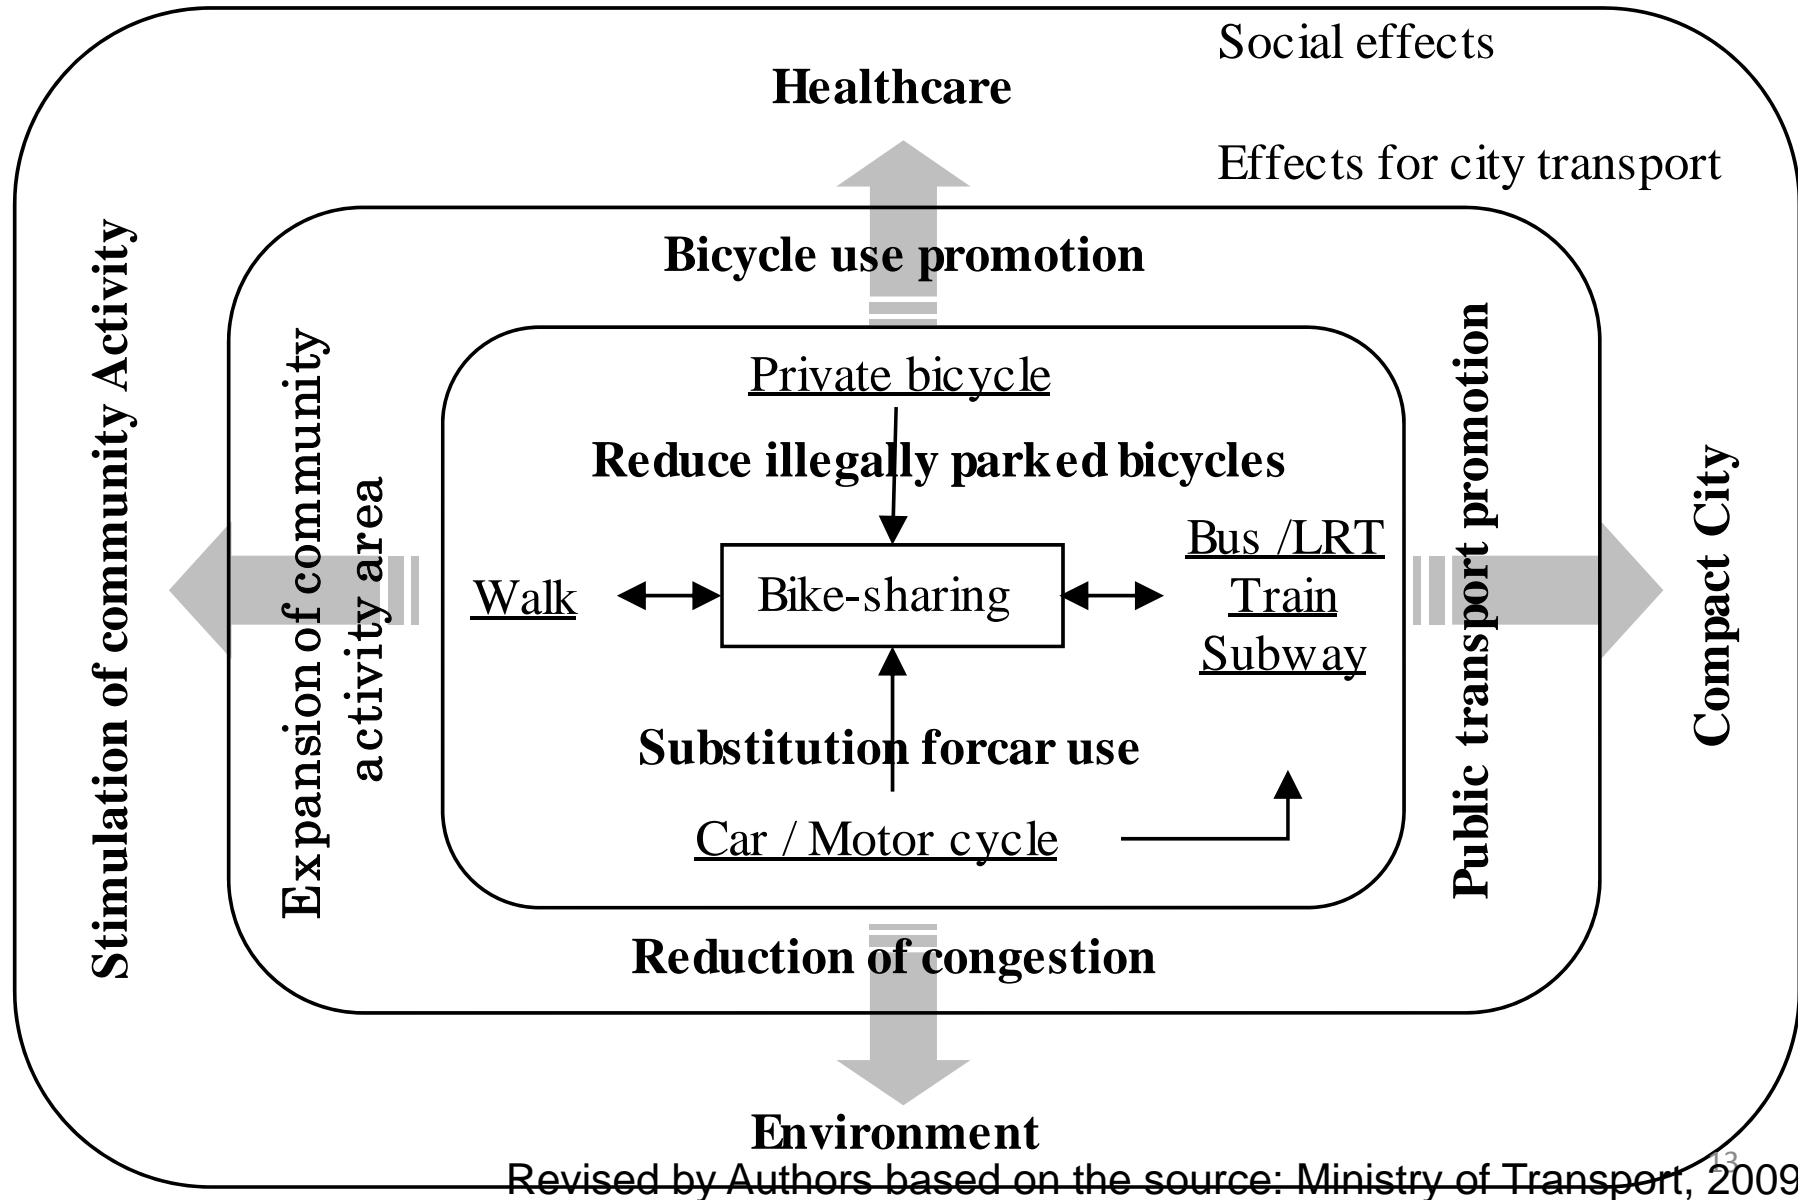 Social effects
Healthcare
Effects for city transport
Bicycle use promotion
Stimulation of community Activity
Expansion of community
activity area
Private bicycle
Reduce illegally parked bicycles
Walk
Bike-sharing
Bus /LRT
Train
Subway
Public transport promotion
Compact City
Substitution forcar use
Car / Motor cycle
Reduction of congestion
Environment
13
Revised by Authors based on the source: Ministry of Transport, 2009